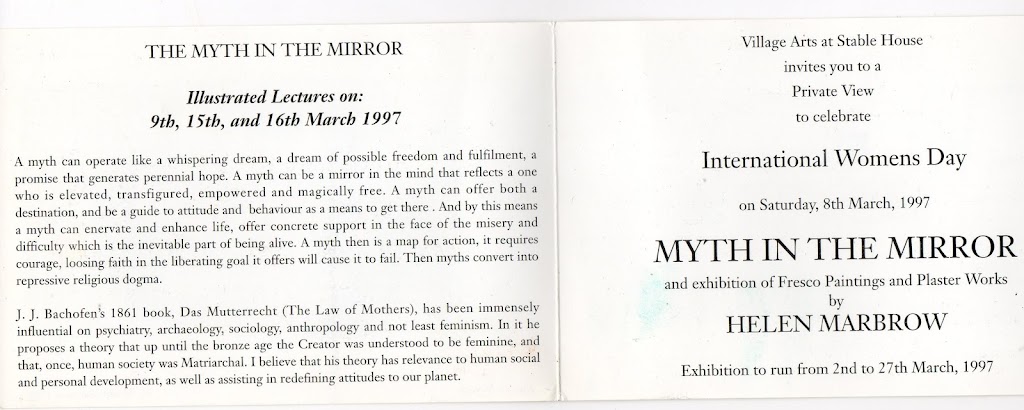 THE MYTH IN THE MIRROR
Illustrated Lectures on:
9th, 15th, and 16th March 1997
A myth can operate like a whispering dream, a dream of possible freedom and fulfilment, a
promise that generates perennial hope. A myth can be a mirror in the mind that reflects a one
who is elevated, transfigured, empowered and magically free. A myth can offer both a
destination, and be a guide to attitude and behaviour as a means to get there . And by this means
a myth can enervate and enhance life, offer concrete support in the face of the misery and
difficulty which is the inevitable part of being alive. A myth then is a map for action, it requires
courage, loosing faith in the liberating goal it offers will cause it to fail. Then myths convert into
repressive religious dogma.
J. J. Bachofen's 1861 book, Das Mutterrecht (The Law of Mothers), has been immensely
influential on psychiatry, archaeology, sociology, anthropology and not least feminism. In it he
proposes a theory that up until the bronze age the Creator was understood to be feminine, and
that, once, human society was Matriarchal. I believe that his theory has relevance to human social
and personal development, as well as assisting in redefining attitudes to our planet.
Village Arts at Stable House
invites you to a
Private View
to celebrate
International Womens Day
on Saturday, 8th March, 1997
MYTH IN THE MIRROR
and exhibition of Fresco Paintings and Plaster Works
by
HELEN MARBROW
Exhibition to run from 2nd to 27th March, 1997